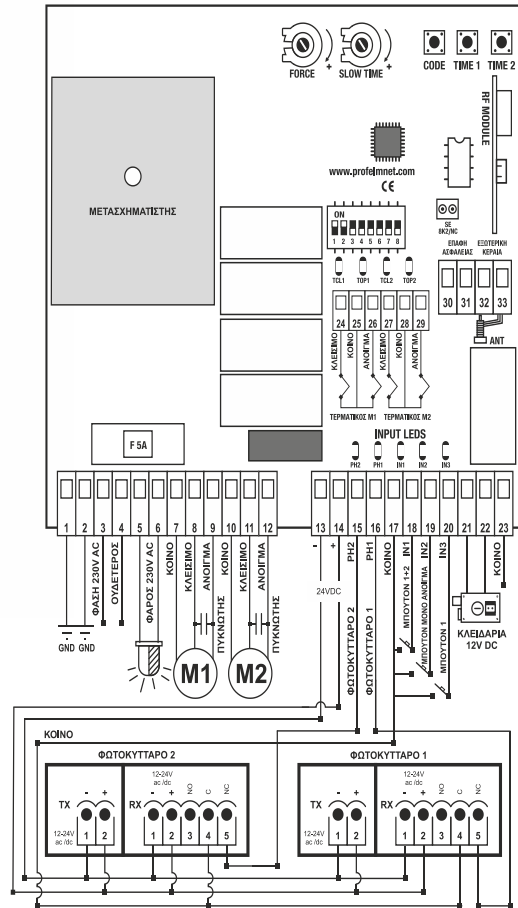 FORCE + SLOW TIME +
CODE TIME 1 TIME 2
RF MODULE
www.profelmnet.com
CE
ΜΕΤΑΣΧΗΜΑΤΙΣΤΗΣ
SE
8K2/NC
ON
1 2 3 4 5 6 7 8
ΕΠΑΦΗ ΑΣΦΑΛΕΙΑΣ
ΕΞΩΤΕΡΙΚΗ ΚΕΡΑΙΑ
30 31 32 33
ANT
TCL1 TOP1 TCL2 TOP2
24 25 26 27 28 29
ΚΛΕΙΣΙΜΟ
ΚΟΙΝΟ
ΑΝΟΙΓΜΑ
ΚΛΕΙΣΙΜΟ
ΚΟΙΝΟ
ΑΝΟΙΓΜΑ
ΤΕΡΜΑΤΙΚΟΣ Μ1 ΤΕΡΜΑΤΙΚΟΣ Μ2
INPUT LEDS
PH2 PH1 IN1 IN2 IN3
F 5A
1 2 3 4 5 6 7 8 9 10 11 12
13 14 15 16 17 18 19 20 21 22 23
GND GND
ΦΑΣΗ 230V AC
ΟΥΔΕΤΕΡΟΣ
ΦΑΡΟΣ 230V AC
ΚΟΙΝΟ
ΚΛΕΙΣΙΜΟ
ΑΝΟΙΓΜΑ
ΠΥΚΝΩΤΗΣ
ΚΟΙΝΟ
ΚΛΕΙΣΙΜΟ
ΑΝΟΙΓΜΑ
ΠΥΚΝΩΤΗΣ
M1 M2
- +
24VDC
PH2
ΦΩΤΟΚΥΤΤΑΡΟ 2
PH1
ΦΩΤΟΚΥΤΤΑΡΟ 1
ΚΟΙΝΟ
IN1
ΜΠΟΥΤΟΝ 1+2
IN2
ΜΠΟΥΤΟΝ ΜΟΝΟ ΑΝΟΙΓΜΑ
IN3
ΜΠΟΥΤΟΝ 1
ΚΟΙΝΟ
ΚΛΕΙΔΑΡΙΑ
12V DC
ΚΟΙΝΟ
ΦΩΤΟΚΥΤΤΑΡΟ 2
TX
- +
12-24V
ac /dc
1 2
RX
12-24V
ac /dc
- + NO C NC
1 2 3 4 5
ΦΩΤΟΚΥΤΤΑΡΟ 1
TX
- +
12-24V
ac /dc
1 2
RX
12-24V
ac /dc
- + NO C NC
1 2 3 4 5